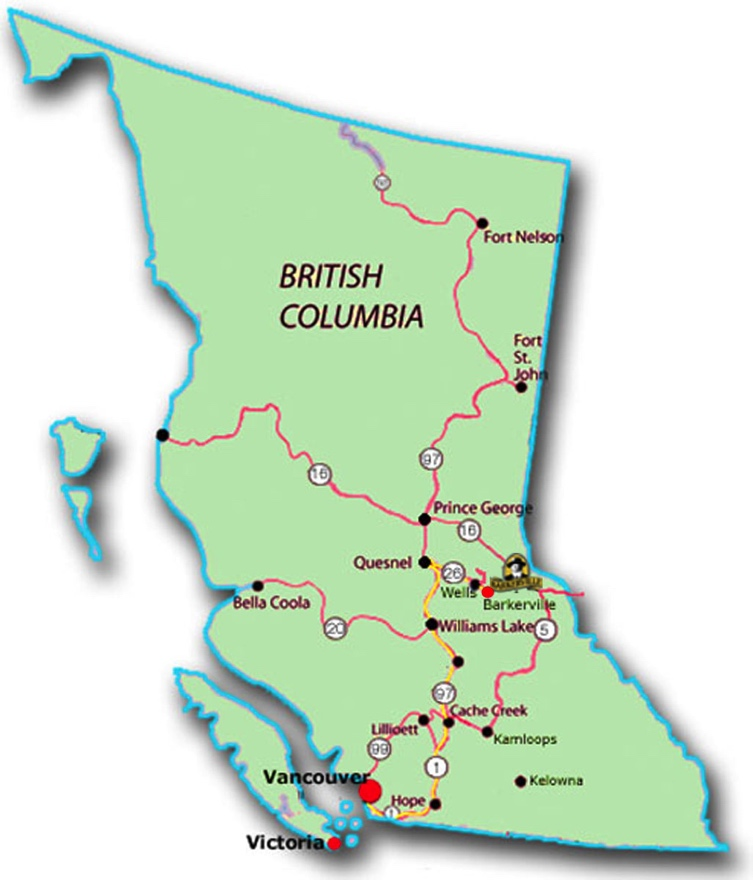 Fort Nelson
BRITISH
COLUMBIA
Fort
St.
John
97
16
Prince George
16
Quesnel
26
Wells
Barkerville
Bella Coola
20
Williams Lake
5
97
Cache Creek
Lillioett
Kamloops
99
1
Vancouver
Kelowna
Hope
1
Victoria